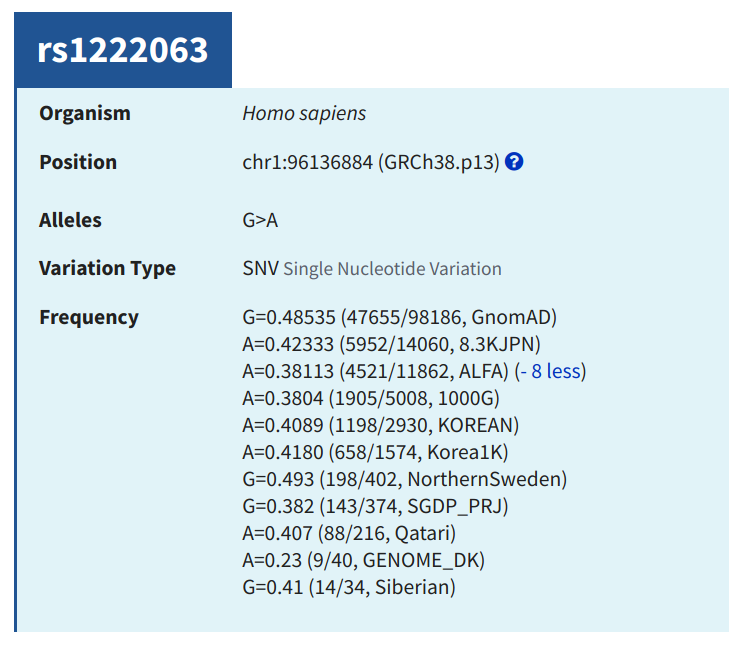 rs1222063
Organism Homo sapiens
Position chr1:96136884 (GRCh38.p13) ?
Alleles G>A
Variation Type SNV Single Nucleotide Variation
Frequency G=0.48535 (47655/98186, GnomAD)
A=0.42333 (5952/14060, 8.3KJPN)
A=0.38113 (4521/11862, ALFA) (- 8 less)
A=0.3804 (1905/5008, 1000G)
A=0.4089 (1198/2930, KOREAN)
A=0.4180 (658/1574, Korea1K)
G=0.493 (198/402, NorthernSweden)
G=0.382 (143/374, SGDP_PRJ)
A=0.407 (88/216, Qatari)
A=0.23 (9/40, GENOME_DK)
G=0.41 (14/34, Siberian)